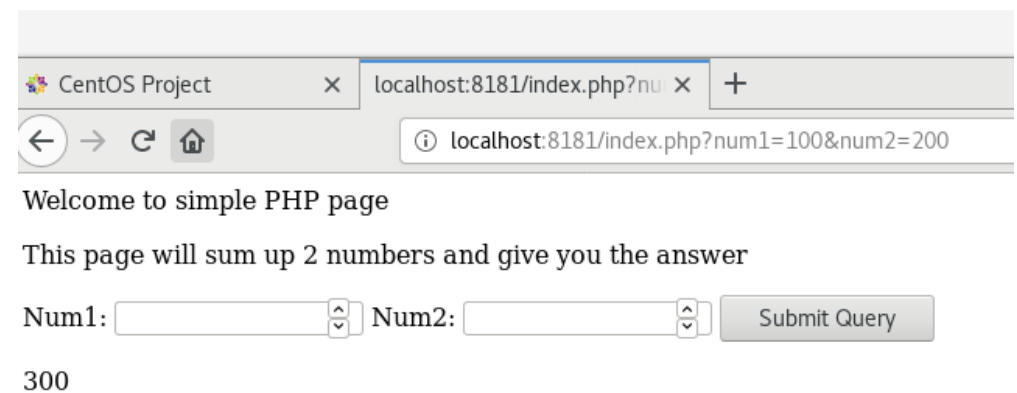 CentOS Project
localhost:8181/index.php?nu
localhost:8181/index.php?num1=100&num2=200
Welcome to simple PHP page
This page will sum up 2 numbers and give you the answer
Num1: Num2: Submit Query
300